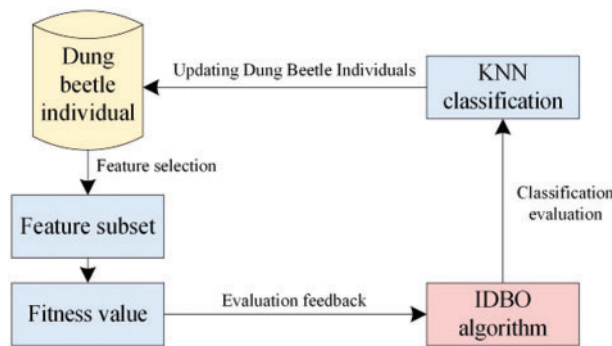 Dung
beetle
individual
Updating Dung Beetle Individuals
KNN
classification
Feature selection
Classification
evaluation
Feature subset
Fitness value
Evaluation feedback
IDBO
algorithm